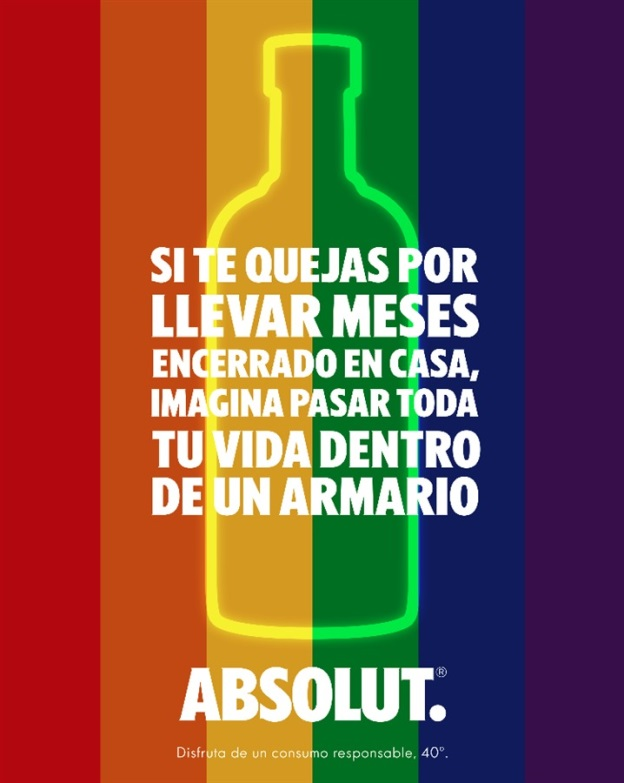 SI TE QUEJAS POR
LLEVAR MESES
ENCERRADO EN CASA,
IMAGINA PASAR TODA
TU VIDA DENTRO
DE UN ARMARIO
ABSOLUT.®
Disfruta de un consumo responsable, 40°.